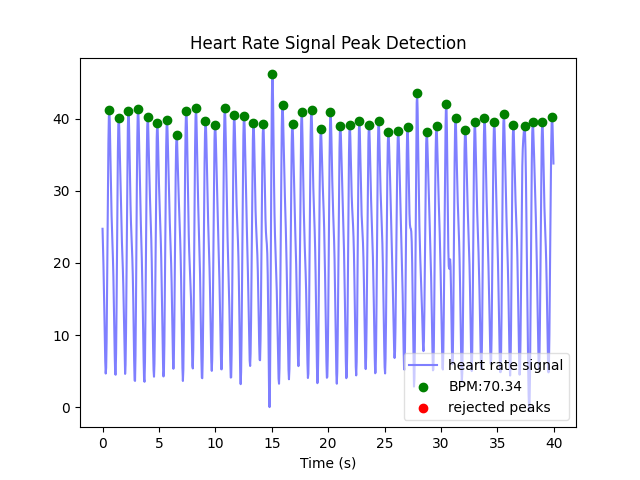 Heart Rate Signal Peak Detection
40
30
20
10
0
heart rate signal
BPM:70.34
rejected peaks
0 5 10 15 20 25 30 35 40
Time (s)